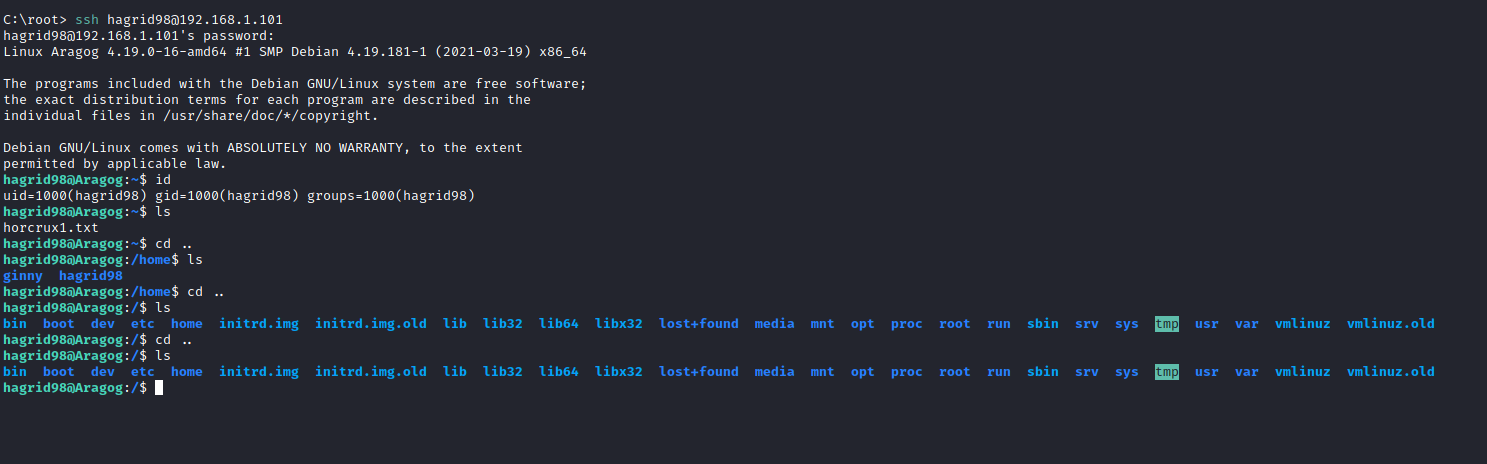 C:\root> ssh hagrid98@192.168.1.101
hagrid98@192.168.1.101's password:
Linux Aragog 4.19.0-16-amd64 #1 SMP Debian 4.19.181-1 (2021-03-19) x86_64

The programs included with the Debian GNU/Linux system are free software;
the exact distribution terms for each program are described in the
individual files in /usr/share/doc/*/copyright.

Debian GNU/Linux comes with ABSOLUTELY NO WARRANTY, to the extent
permitted by applicable law.
hagrid98@Aragog:~$ id
uid=1000(hagrid98) gid=1000(hagrid98) groups=1000(hagrid98)
hagrid98@Aragog:~$ ls
horcrux1.txt
hagrid98@Aragog:~$ cd ..
hagrid98@Aragog:/home$ ls
ginny  hagrid98
hagrid98@Aragog:/home$ cd ..
hagrid98@Aragog:/$ ls
bin  boot  dev  etc  home  initrd.img  initrd.img.old  lib  lib32  lib64  libx32  lost+found  media  mnt  opt  proc  root  run  sbin  srv  sys  tmp  usr  var  vmlinuz  vmlinuz.old
hagrid98@Aragog:/$ cd ..
hagrid98@Aragog:/$ ls
bin  boot  dev  etc  home  initrd.img  initrd.img.old  lib  lib32  lib64  libx32  lost+found  media  mnt  opt  proc  root  run  sbin  srv  sys  tmp  usr  var  vmlinuz  vmlinuz.old
hagrid98@Aragog:/$